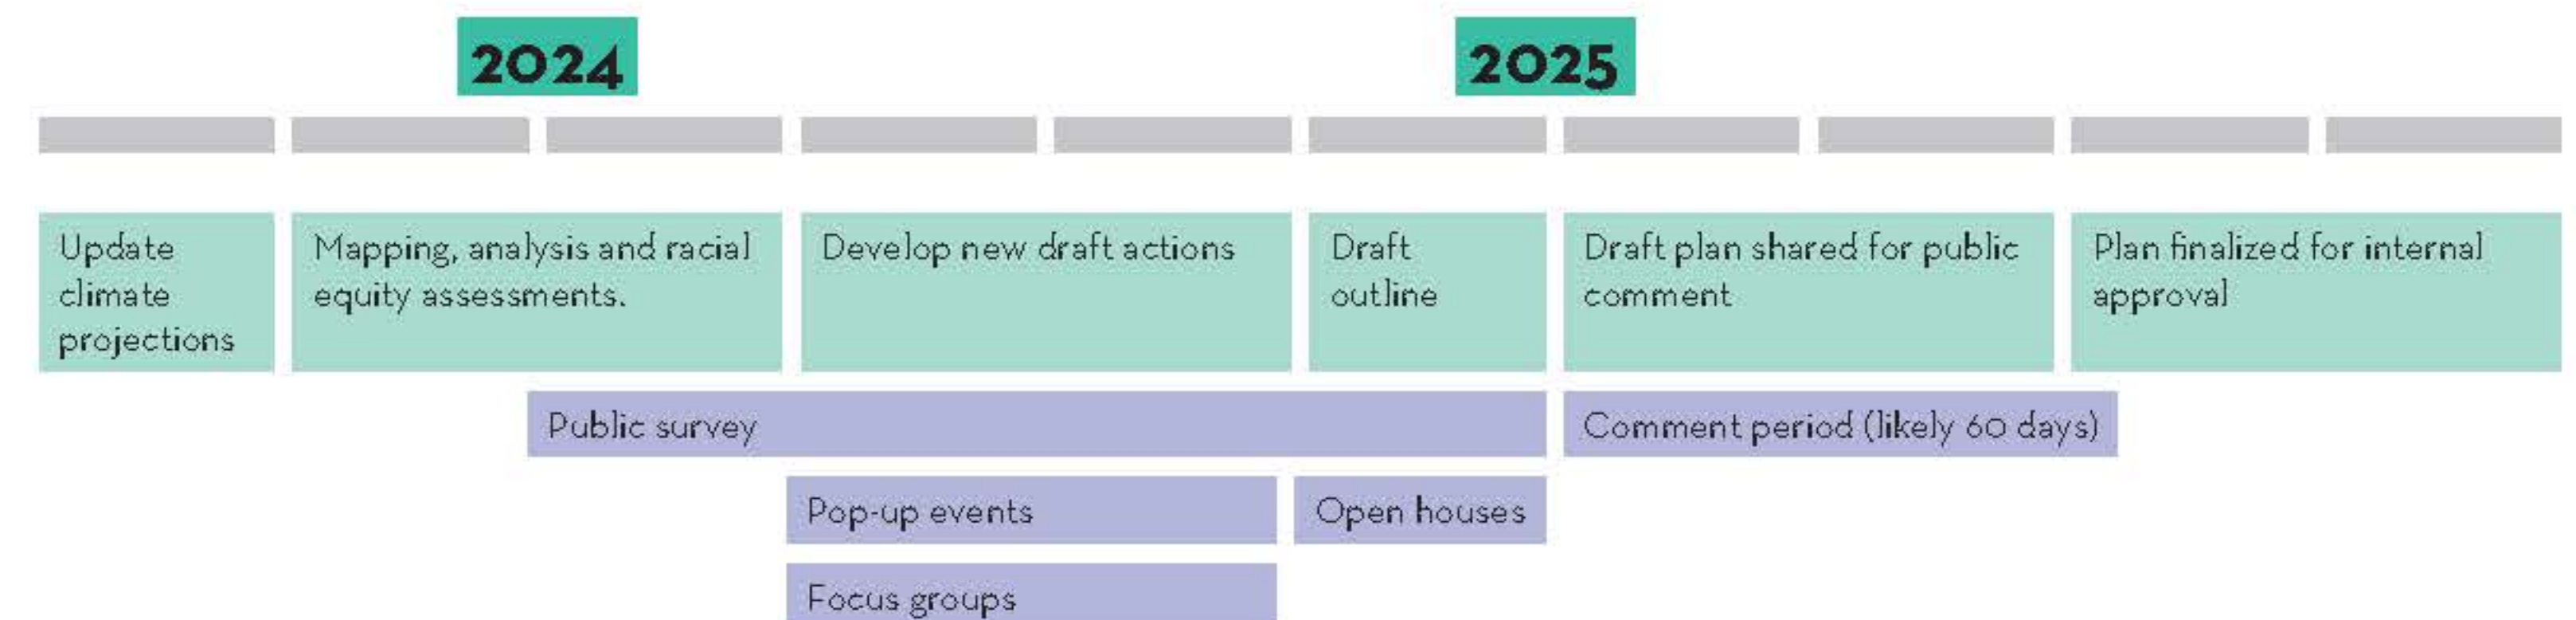 2024
2025
Update
climate
projections
Mapping, analysis and racial
equity assessments.
Develop new draft actions
Draft
outline
Draft plan shared for public
comment
Plan finalized for internal
approval
Public survey
Comment period (likely 60 days)
Pop-up events
Open houses
Focus groups